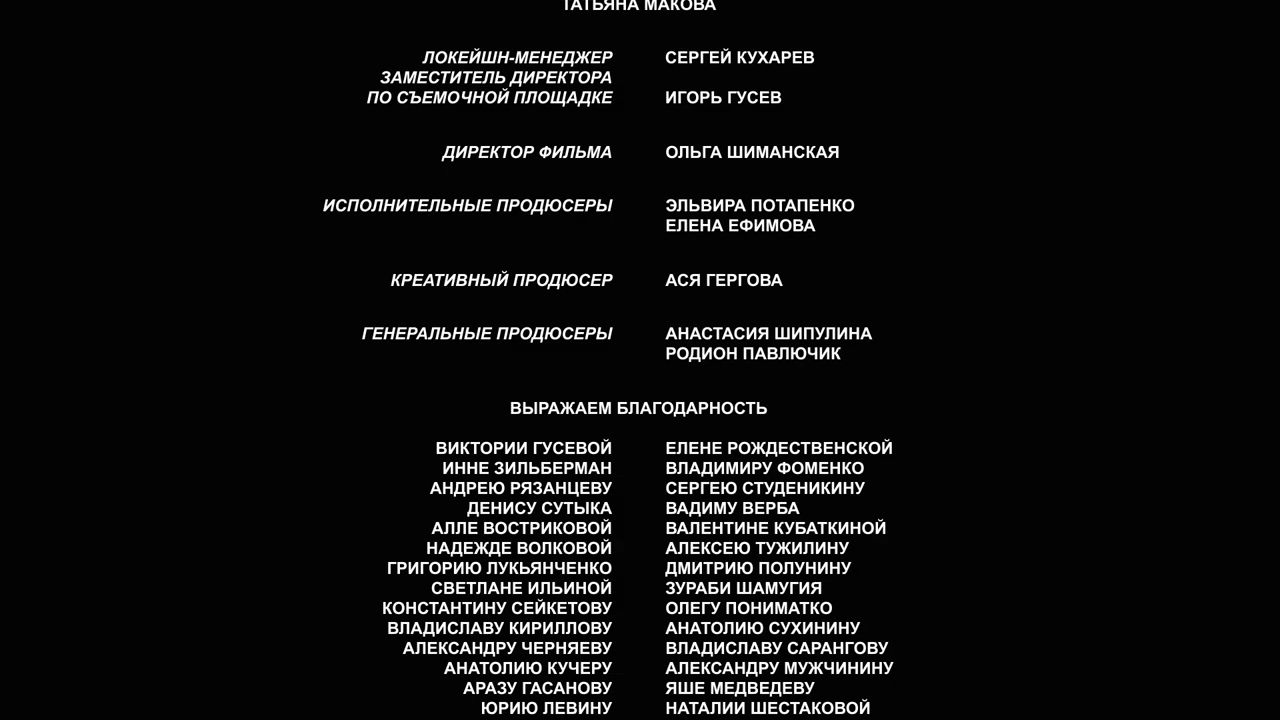 ТАТЬЯНА МАКОВА
ЛОКЕЙШН-МЕНЕДЖЕР СЕРГЕЙ КУХАРЕВ
ЗАМЕСТИТЕЛЬ ДИРЕКТОРА
ПО СЪЕМОЧНОЙ ПЛОЩАДКЕ ИГОРЬ ГУСЕВ
ДИРЕКТОР ФИЛЬМА ОЛЬГА ШИМАНСКАЯ
ИСПОЛНИТЕЛЬНЫЕ ПРОДЮСЕРЫ ЭЛЬВИРА ПОТАПЕНКО
ЕЛЕНА ЕФИМОВА
КРЕАТИВНЫЙ ПРОДЮСЕР АСЯ ГЕРГОВА
ГЕНЕРАЛЬНЫЕ ПРОДЮСЕРЫ АНАСТАСИЯ ШИПУЛИНА
РОДИОН ПАВЛЮЧИК
ВЫРАЖАЕМ БЛАГОДАРНОСТЬ
ВИКТОРИИ ГУСЕВОЙ ЕЛЕНЕ РОЖДЕСТВЕНСКОЙ
ИННЕ ЗИЛЬБЕРМАН ВЛАДИМИРУ ФОМЕНКО
АНДРЕЮ РЯЗАНЦЕВУ СЕРГЕЮ СТУДЕНИКИНУ
ДЕНИСУ СУТЫКА ВАДИМУ ВЕРБА
АЛЛЕ ВОСТРИКОВОЙ ВАЛЕНТИНЕ КУБАТКИНОЙ
НАДЕЖДЕ ВОЛКОВОЙ АЛЕКСЕЮ ТУЖИЛИНУ
ГРИГОРИЮ ЛУКЬЯНЧЕНКО ДМИТРИЮ ПОЛУНИНУ
СВЕТЛАНЕ ИЛЬИНОЙ ЗУРАБИ ШАМУГИЯ
КОНСТАНТИНУ СЕЙКЕТОВУ ОЛЕГУ ПОНИМАТКО
ВЛАДИСЛАВУ КИРИЛЛОВУ АНАТОЛИЮ СУХИНИНУ
АЛЕКСАНДРУ ЧЕРНЯЕВУ ВЛАДИСЛАВУ САРАНГОВУ
АНАТОЛИЮ КУЧЕРУ АЛЕКСАНДРУ МУЖЧИНИНУ
АРАЗУ ГАСАНОВУ ЯШЕ МЕДВЕДЕВУ
ЮРИЮ ЛЕВИНУ НАТАЛИИ ШЕСТАКОВОЙ